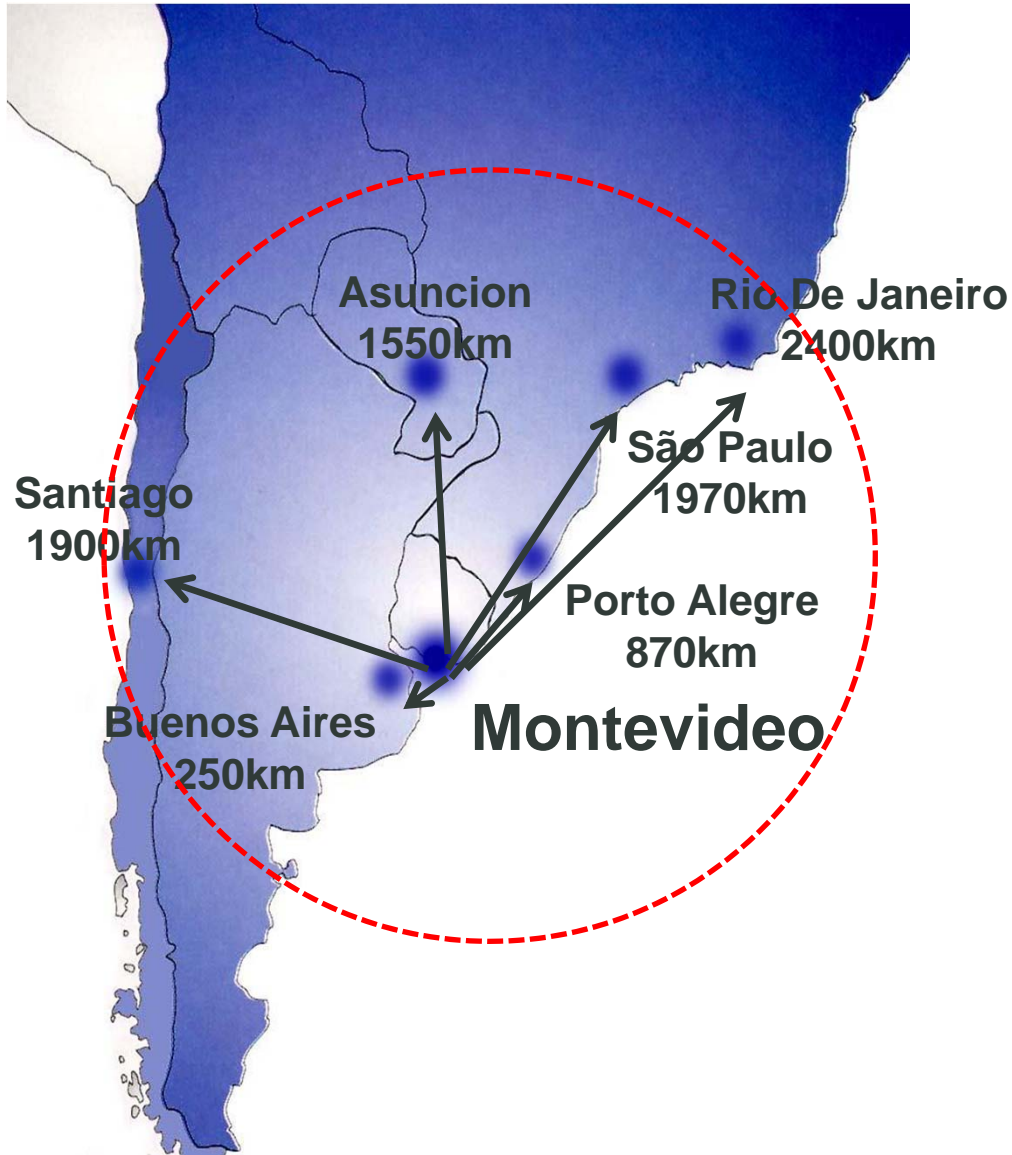 Asuncion
1550km
Rio De Janeiro
2400km
São Paulo
1970km
Santiago
1900km
Porto Alegre
870km
Buenos Aires
250km
Montevideo